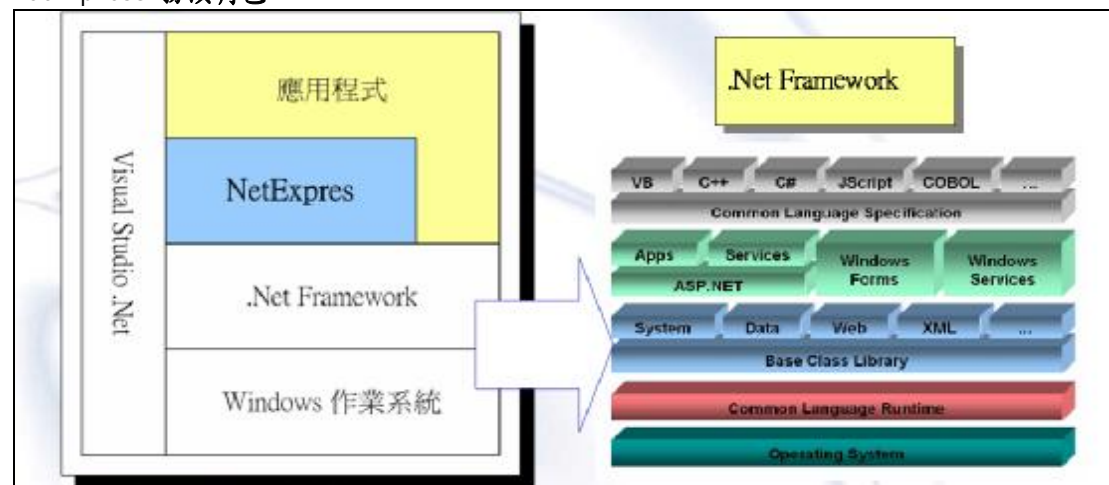 應用程式
NetExpres
Visual Studio .Net
.Net Framework
Windows 作業系統
.Net Framework
VB C++ C# JScript COBOL ...
Common Language Specification
Apps Services Windows Forms Windows Services
ASP.NET
System Data Web XML ...
Base Class Library
Common Language Runtime
Operating System